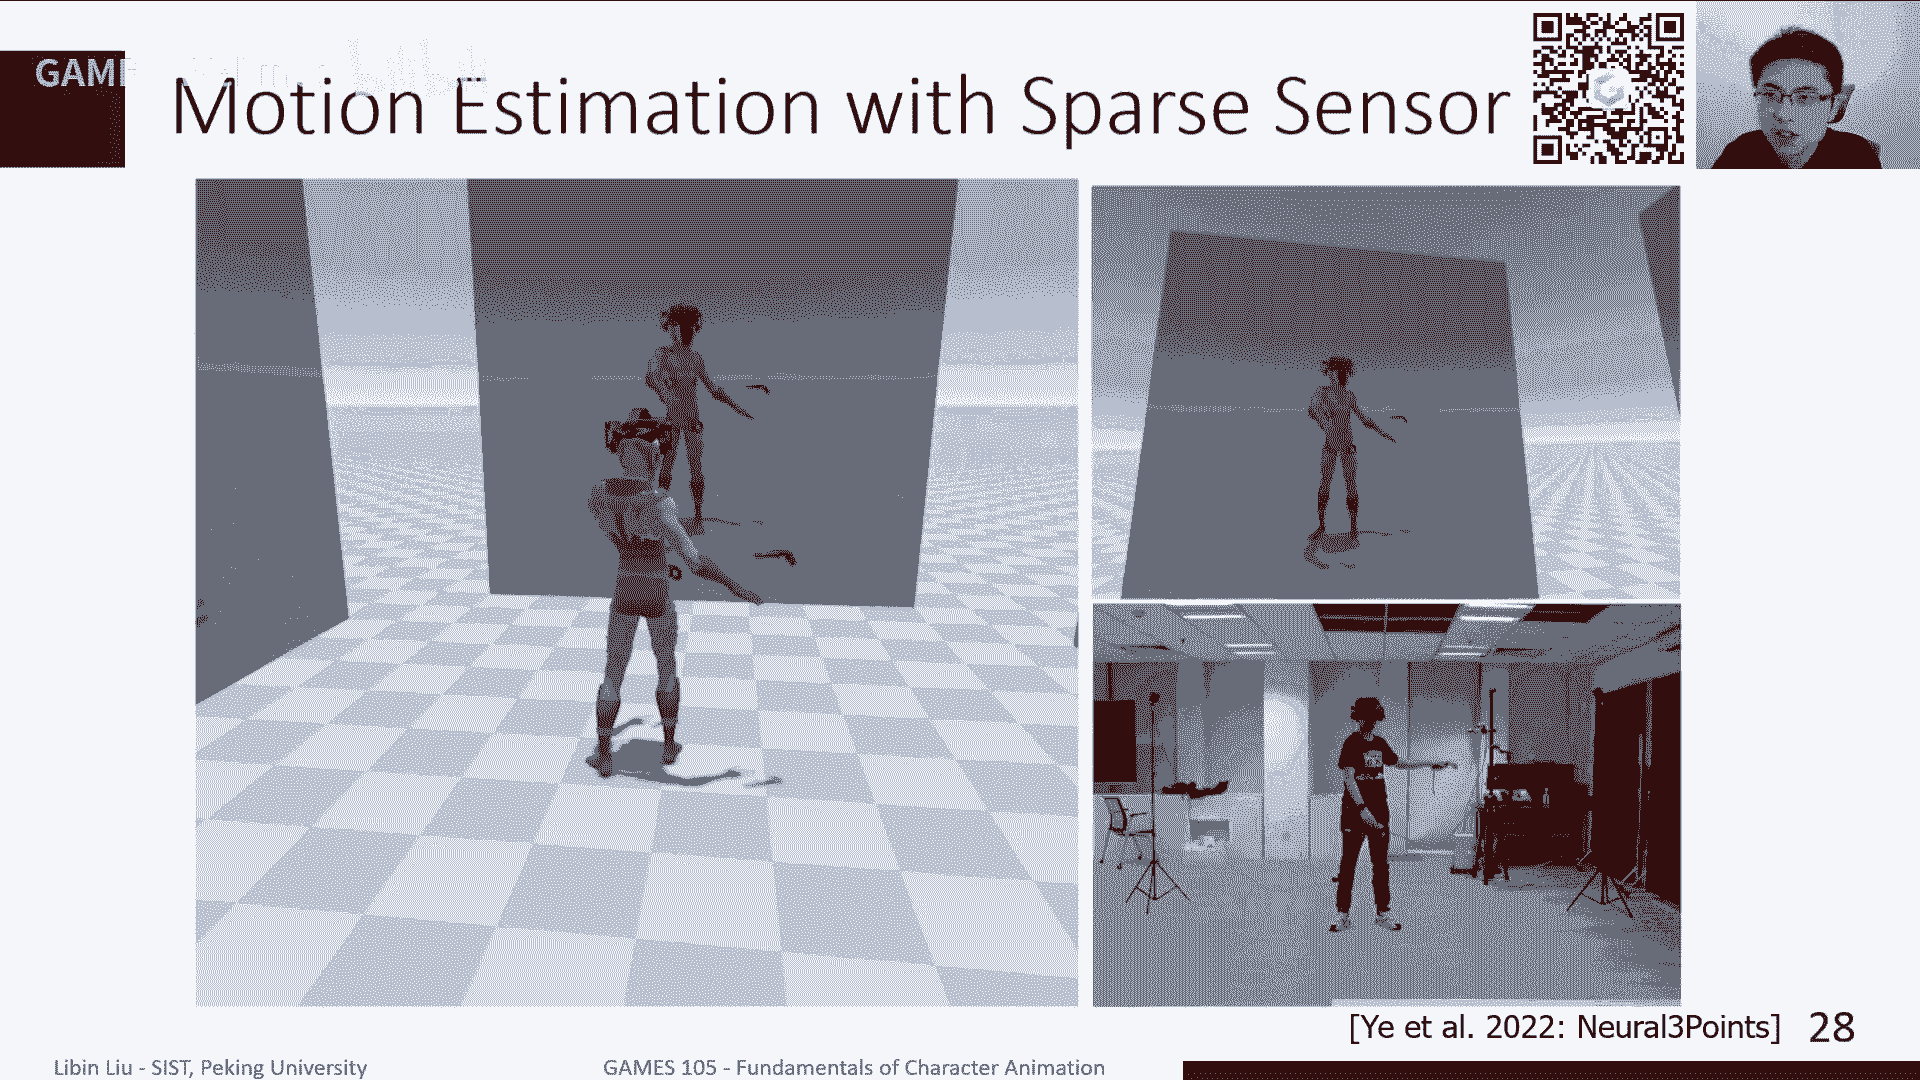 GAM
Motion Estimation with Sparse Sensor
[Ye et al. 2022: Neural3Points]
28
Libin Liu - SIST, Peking University
GAMES 105 - Fundamentals of Character Animation